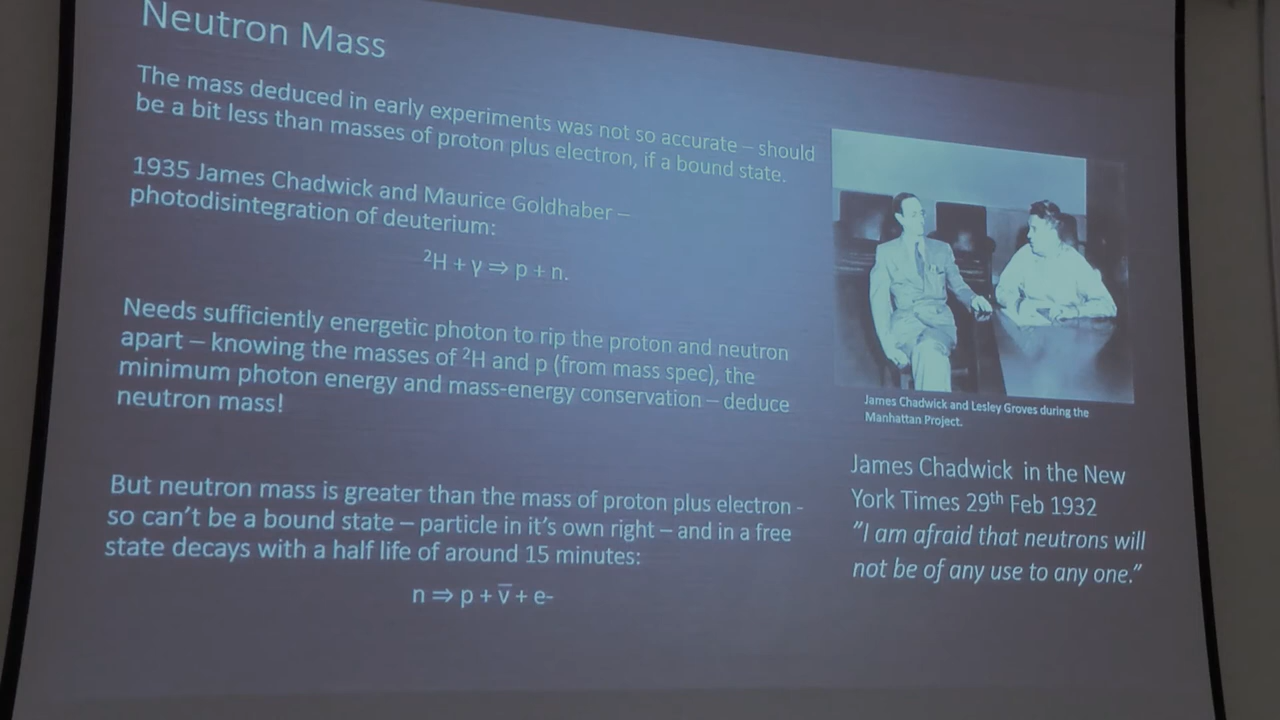 Neutron Mass
The mass deduced in early experiments was not so accurate – should
be a bit less than masses of proton plus electron, if a bound state.
1935 James Chadwick and Maurice Goldhaber –
photodisintegration of deuterium:
²H + γ ⇒ p + n.
Needs sufficiently energetic photon to rip the proton and neutron
apart – knowing the masses of ²H and p (from mass spec), the
minimum photon energy and mass-energy conservation – deduce
neutron mass!
But neutron mass is greater than the mass of proton plus electron -
so can't be a bound state – particle in it's own right – and in a free
state decays with a half life of around 15 minutes:
n ⇒ p + ν̅ + e-
James Chadwick and Lesley Groves during the
Manhattan Project.
James Chadwick in the New
York Times 29th Feb 1932
"I am afraid that neutrons will
not be of any use to any one."